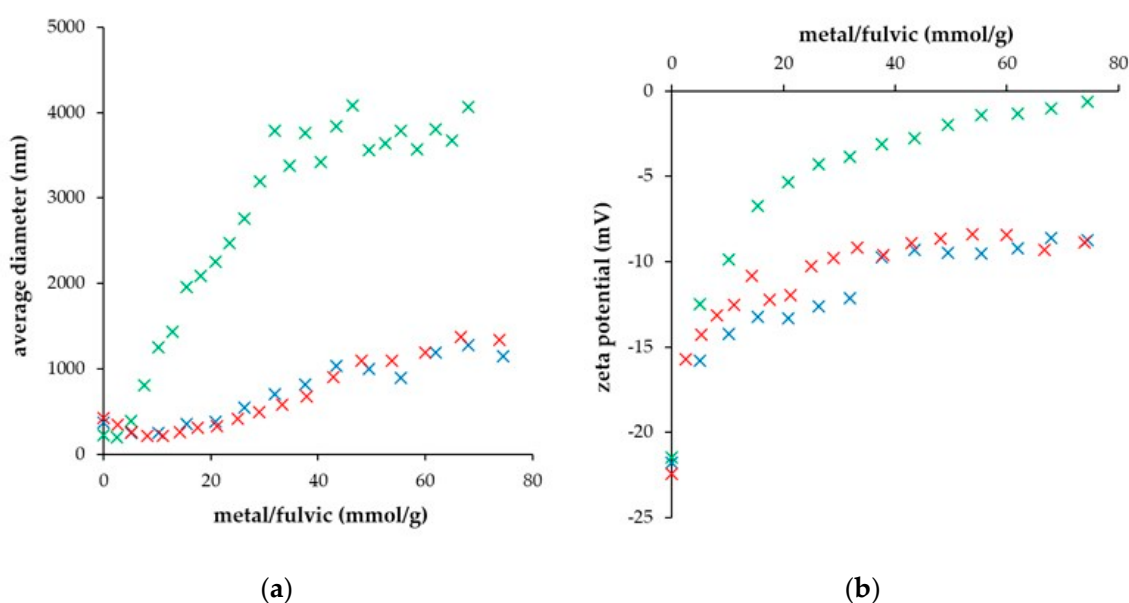 5000
4000
3000
2000
1000
0
0 20 40 60 80
average diameter (nm)
metal/fulvic (mmol/g)
(a)
metal/fulvic (mmol/g)
0 20 40 60 80
0
-5
-10
-15
-20
-25
zeta potential (mV)
(b)